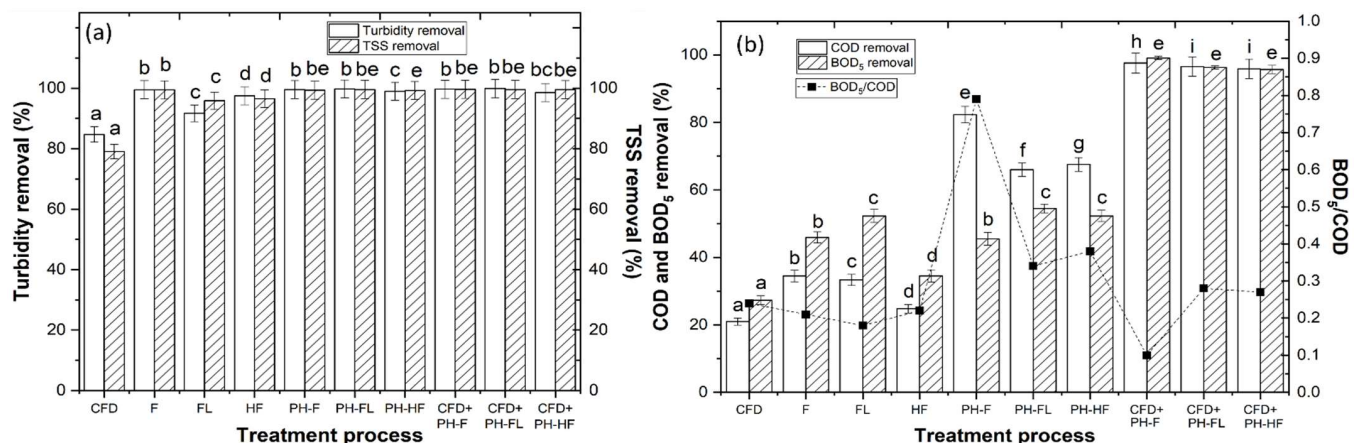 (a)
Turbidity removal
TSS removal
a a b b c c d d b be b be c e b be b be bc be
100
80
60
40
20
0
100
80
60
40
20
0
Turbidity removal (%)
TSS removal (%)
CFD F FL HF PH-F PH-FL PH-HF CFD+ PH-F CFD+ PH-FL CFD+ PH-HF
Treatment process
(b)
COD removal
BOD5 removal
BOD5/COD
a a b b c c d d e b f c g c h e i e i e
100
80
60
40
20
0
1.0
0.9
0.8
0.7
0.6
0.5
0.4
0.3
0.2
0.1
0.0
COD and BOD5 removal (%)
BOD5/COD
CFD F FL HF PH-F PH-FL PH-HF CFD+ PH-F CFD+ PH-FL CFD+ PH-HF
Treatment process